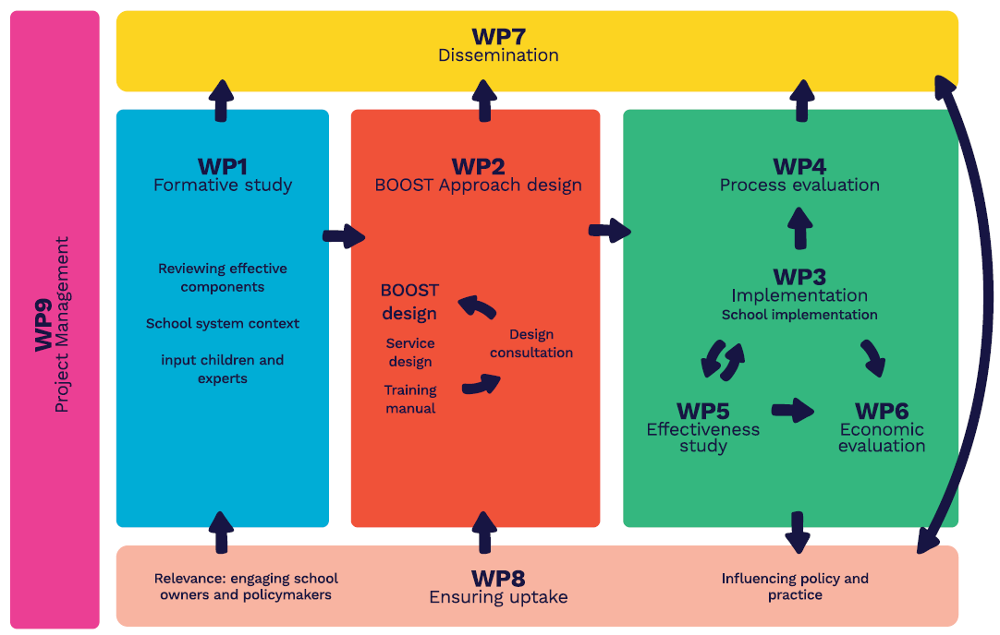 WP9
Project Management
WP7
Dissemination
WP1
Formative study
Reviewing effective
components
School system context
input children and
experts
WP2
BOOST Approach design
BOOST
design
Service
design
Training
manual
Design
consultation
WP4
Process evaluation
WP3
Implementation
School implementation
WP5
Effectiveness
study
WP6
Economic
evaluation
Relevance: engaging school
owners and policymakers
WP8
Ensuring uptake
Influencing policy and
practice